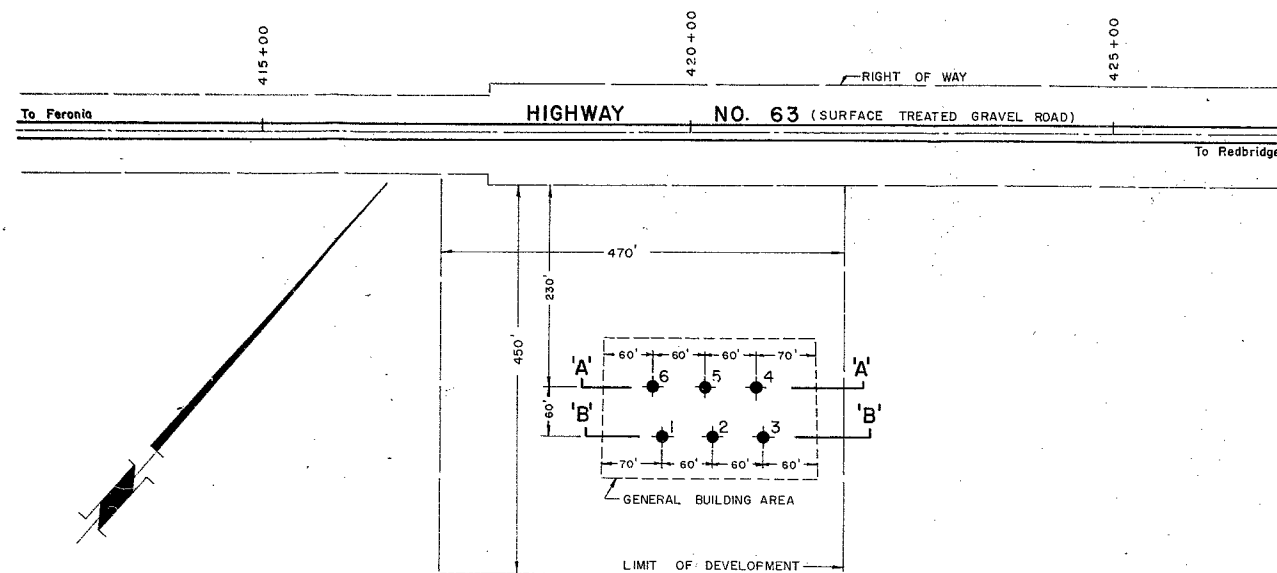 415+00
420+00
425+00
RIGHT OF WAY
To Feronia
HIGHWAY NO. 63 (SURFACE TREATED GRAVEL ROAD)
To Redbridge
470'
230'
450'
60' 60' 60' 70'
'A' 'A'
6 5 4
60'
'B' 'B'
1 2 3
70' 60' 60' 60'
GENERAL BUILDING AREA
LIMIT OF DEVELOPMENT